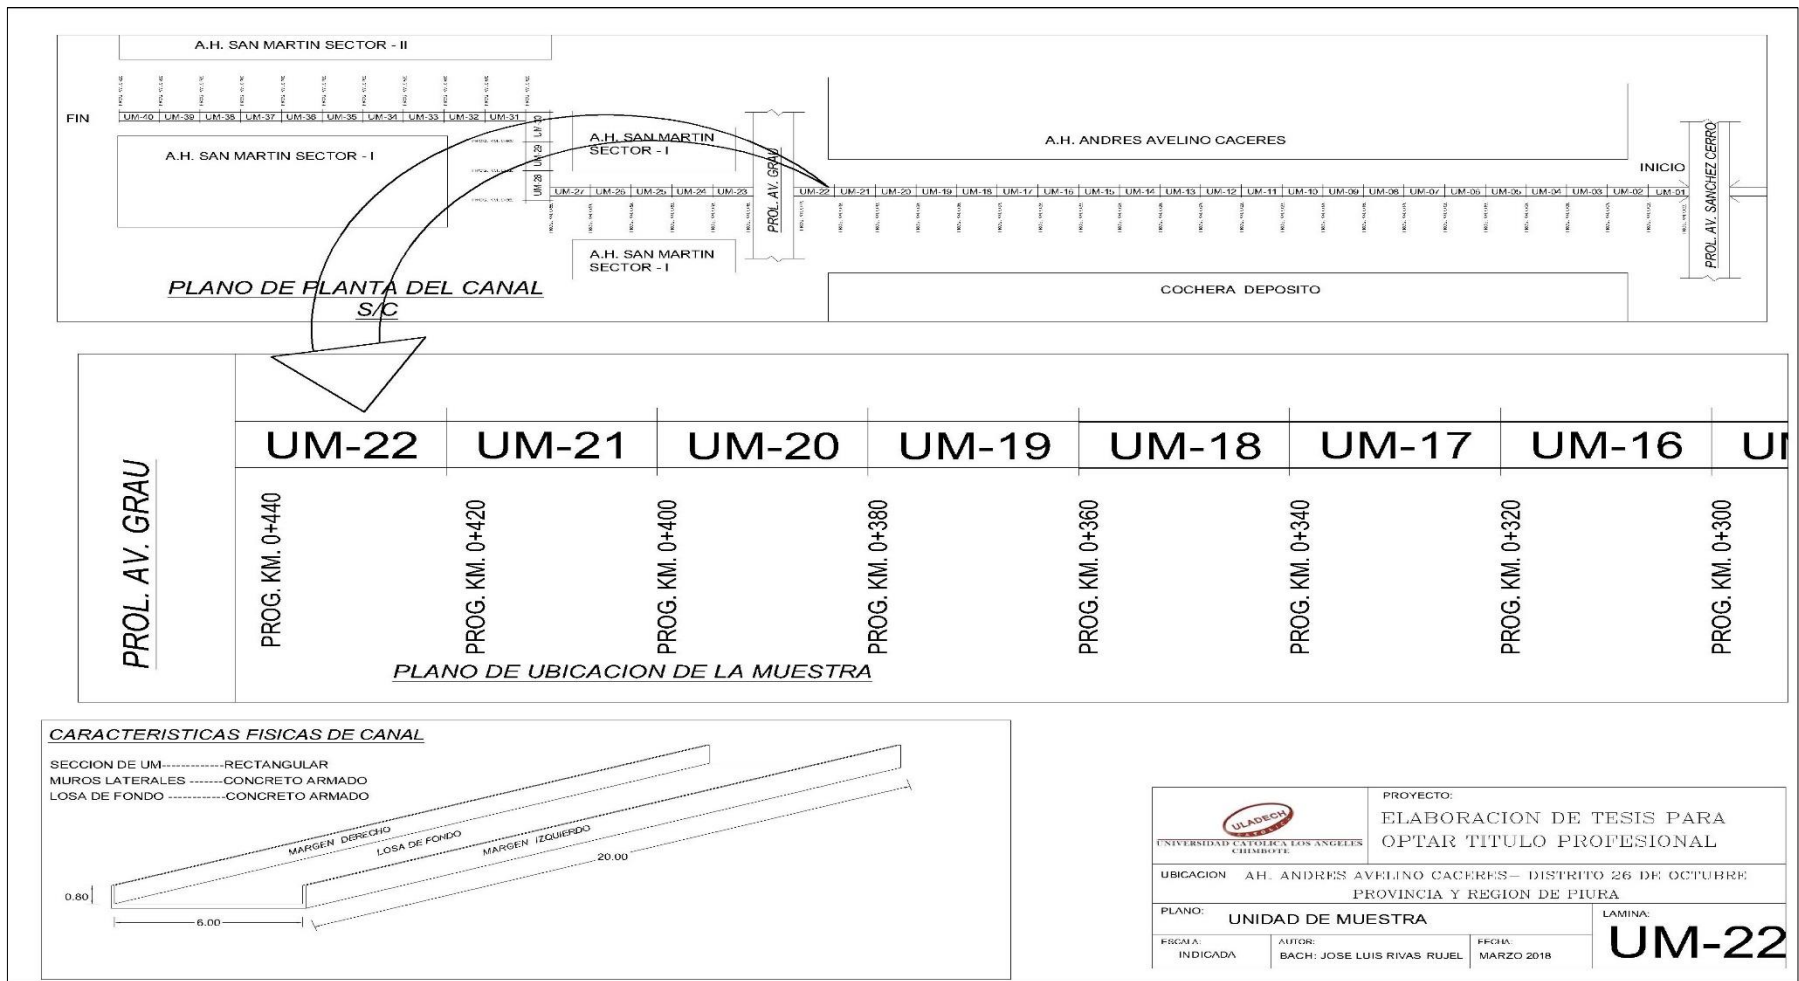 A.H. SAN MARTIN SECTOR - II
FIN
UM-40 UM-39 UM-38 UM-37 UM-36 UM-35 UM-34 UM-33 UM-32 UM-31
UM-30
UM-29
UM-28
A.H. SAN MARTIN SECTOR - I
A.H. SAN MARTIN
SECTOR - I
UM-27 UM-26 UM-25 UM-24 UM-23
PROL. AV. GRAU
A.H. SAN MARTIN
SECTOR - I
A.H. ANDRES AVELINO CACERES
INICIO
UM-22 UM-21 UM-20 UM-19 UM-18 UM-17 UM-16 UM-15 UM-14 UM-13 UM-12 UM-11 UM-10 UM-09 UM-08 UM-07 UM-06 UM-05 UM-04 UM-03 UM-02 UM-01
PROL. AV. SANCHEZ CERRO
COCHERA DEPOSITO
PLANO DE PLANTA DEL CANAL
S/C
PROL. AV. GRAU
UM-22 UM-21 UM-20 UM-19 UM-18 UM-17 UM-16
PROG. KM. 0+440
PROG. KM. 0+420
PROG. KM. 0+400
PROG. KM. 0+380
PROG. KM. 0+360
PROG. KM. 0+340
PROG. KM. 0+320
PROG. KM. 0+300
PLANO DE UBICACION DE LA MUESTRA
CARACTERISTICAS FISICAS DE CANAL
SECCION DE UM------------RECTANGULAR
MUROS LATERALES ------CONCRETO ARMADO
LOSA DE FONDO -----------CONCRETO ARMADO
MARGEN DERECHO
LOSA DE FONDO
MARGEN IZQUIERDO
20.00
0.80
6.00
ULADECH
CATOLICA
UNIVERSIDAD CATOLICA LOS ANGELES
CHIMBOTE
PROYECTO:
ELABORACION DE TESIS PARA
OPTAR TITULO PROFESIONAL
UBICACION AH. ANDRES AVELINO CACERES- DISTRITO 26 DE OCTUBRE
PROVINCIA Y REGION DE PIURA
PLANO:
UNIDAD DE MUESTRA
LAMINA:
UM-22
ESCALA:
INDICADA
AUTOR:
BACH: JOSE LUIS RIVAS RUJEL
FECHA:
MARZO 2018